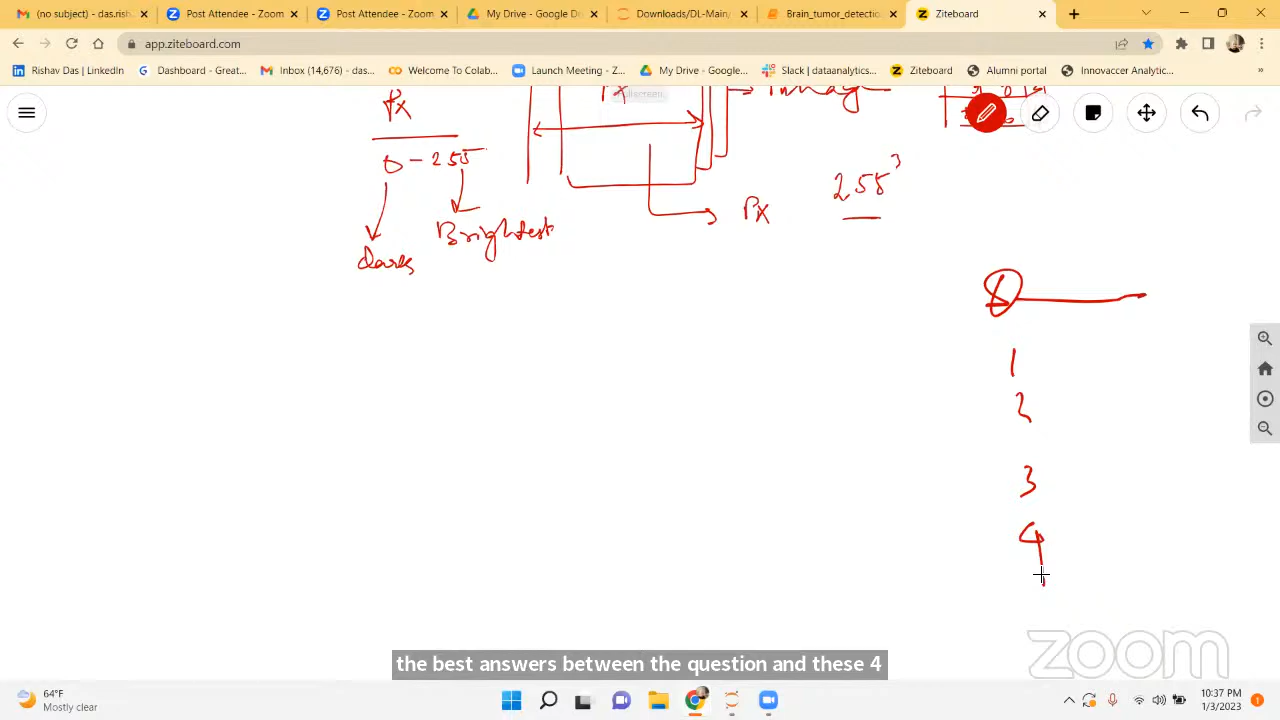 (no subject) - das.rish
Post Attendee - Zoom
Post Attendee - Zoom
My Drive - Google D
Downloads/DL-Main/
Brain_tumor_detectio
Ziteboard
app.ziteboard.com
Rishav Das | LinkedIn
Dashboard - Great...
Inbox (14,676) - das...
Welcome To Colab...
Launch Meeting - Z...
My Drive - Google...
Slack | dataanalytics...
Ziteboard
Alumni portal
Innovaccer Analytic...
Px
0 - 255
Dark
Brightest
Image
Px
255³
1
2
3
4
the best answers between the question and these 4
zoom
64°F
Mostly clear
10:37 PM
1/3/2023